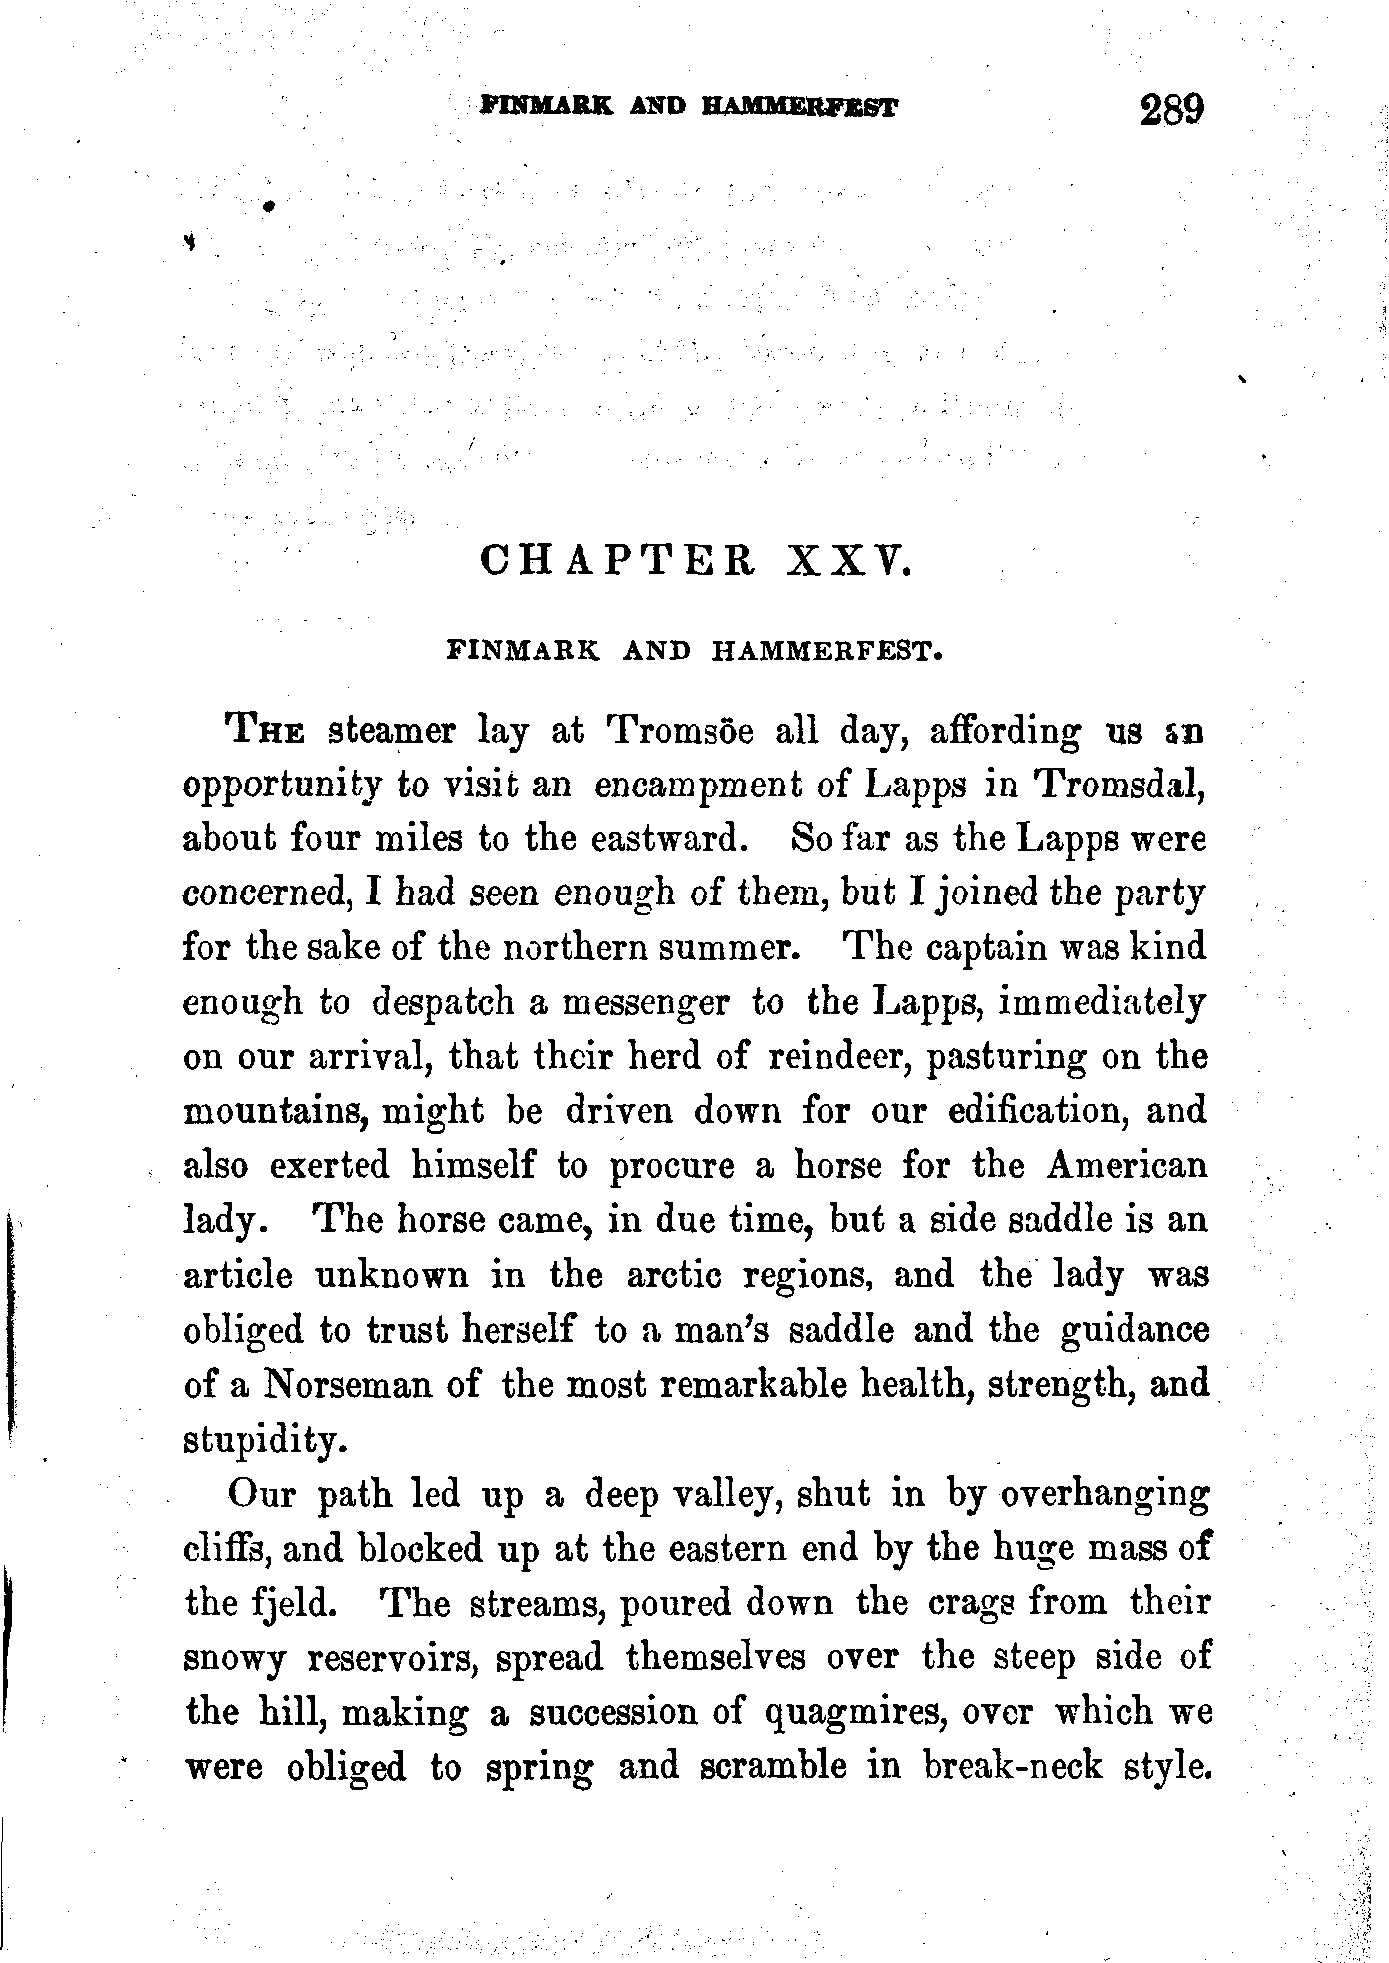 FINMARK AND HAMMERFEST 289
CHAPTER XXV.
FINMARK AND HAMMERFEST.
THE steamer lay at Tromsöe all day, affording us an
opportunity to visit an encampment of Lapps in Tromsdal,
about four miles to the eastward. So far as the Lapps were
concerned, I had seen enough of them, but I joined the party
for the sake of the northern summer. The captain was kind
enough to despatch a messenger to the Lapps, immediately
on our arrival, that their herd of reindeer, pasturing on the
mountains, might be driven down for our edification, and
also exerted himself to procure a horse for the American
lady. The horse came, in due time, but a side saddle is an
article unknown in the arctic regions, and the lady was
obliged to trust herself to a man's saddle and the guidance
of a Norseman of the most remarkable health, strength, and
stupidity.
Our path led up a deep valley, shut in by overhanging
cliffs, and blocked up at the eastern end by the huge mass of
the fjeld. The streams, poured down the crags from their
snowy reservoirs, spread themselves over the steep side of
the hill, making a succession of quagmires, over which we
were obliged to spring and scramble in break-neck style.